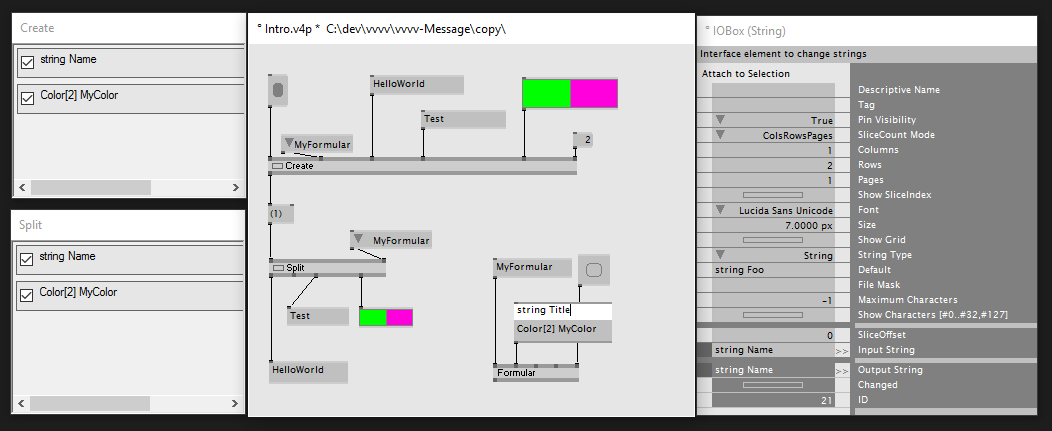 Create
string Name
Color[2] MyColor
Split
string Name
Color[2] MyColor
° Intro.v4p * C:\dev\vvvv\vvvv-Message\copy\
HelloWorld
Test
MyFormular
2
Create
(1)
MyFormular
Split
Test
HelloWorld
MyFormular
string Title
Color[2] MyColor
Formular
° IOBox (String)
Interface element to change strings
Attach to Selection
Descriptive Name
Tag
True Pin Visibility
ColsRowsPages SliceCount Mode
1 Columns
2 Rows
1 Pages
Show SliceIndex
Lucida Sans Unicode Font
7.0000 px Size
Show Grid
String String Type
string Foo Default
File Mask
-1 Maximum Characters
Show Characters [#0..#32,#127]
0 SliceOffset
string Name >> Input String
string Name >> Output String
Changed
21 ID